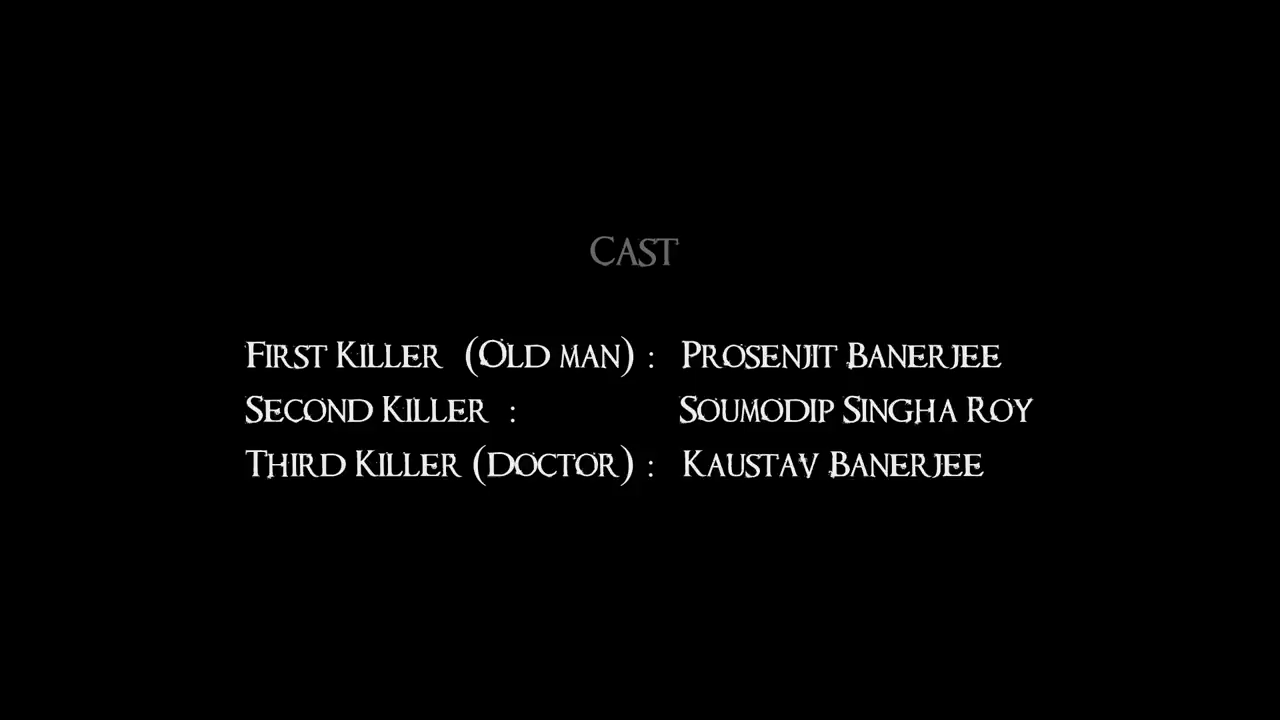 Cast
First Killer (Old man) : Prosenjit Banerjee
Second Killer : Soumodip Singha Roy
Third Killer (Doctor) : Kaustav Banerjee